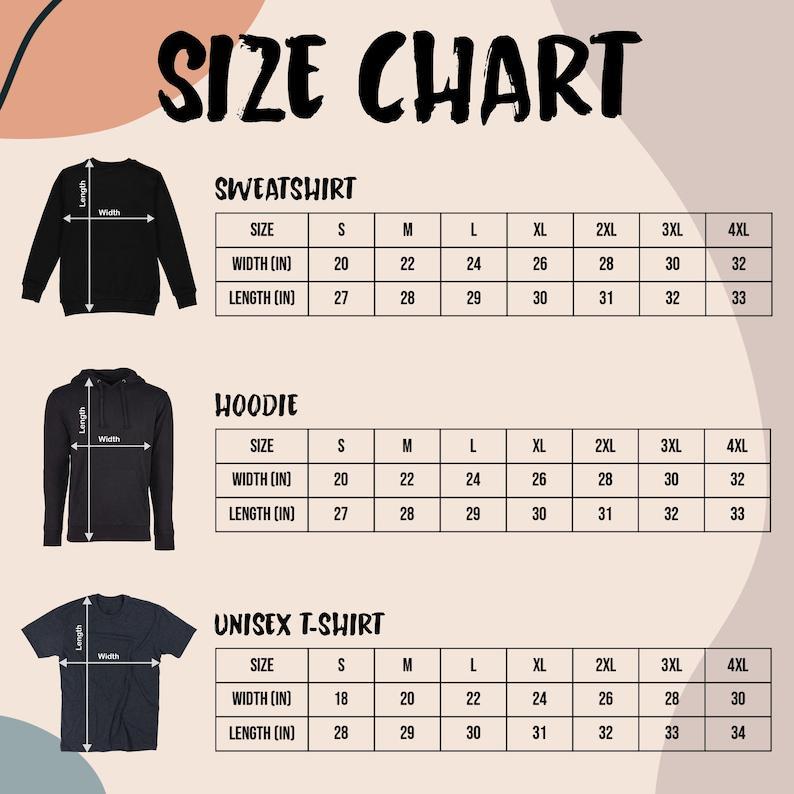 SIZE CHART
SWEATSHIRT
Length
Width
SIZE S M L XL 2XL 3XL 4XL
WIDTH (IN) 20 22 24 26 28 30 32
LENGTH (IN) 27 28 29 30 31 32 33
HOODIE
Length
Width
SIZE S M L XL 2XL 3XL 4XL
WIDTH (IN) 20 22 24 26 28 30 32
LENGTH (IN) 27 28 29 30 31 32 33
UNISEX T-SHIRT
Length
Width
SIZE S M L XL 2XL 3XL 4XL
WIDTH (IN) 18 20 22 24 26 28 30
LENGTH (IN) 28 29 30 31 32 33 34